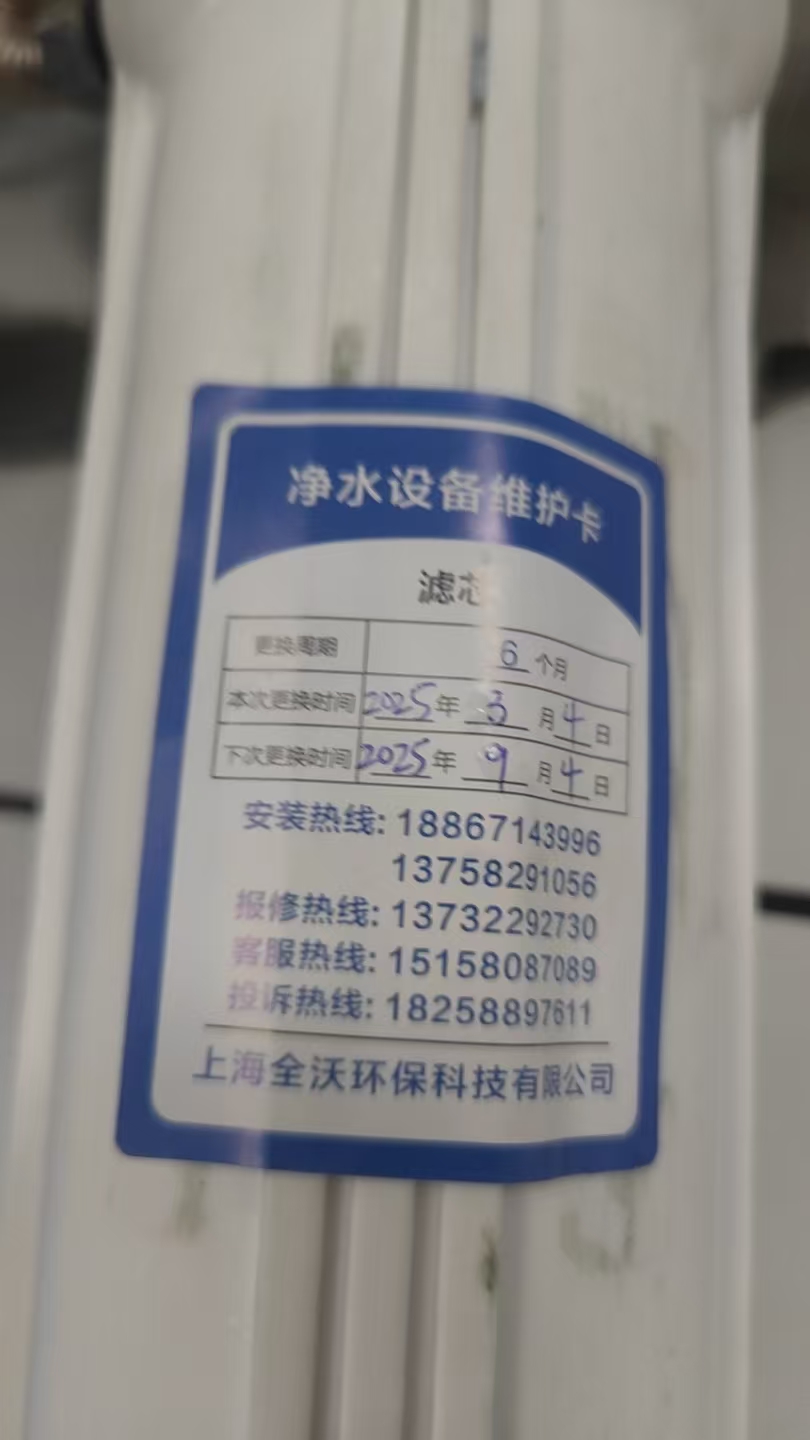 净水设备维护卡
滤芯
更换周期 6 个月
本次更换时间 2025 年 3 月 4 日
下次更换时间 2025 年 9 月 4 日
安装热线: 18867143996
13758291056
报修热线: 13732292730
客服热线: 15158087089
投诉热线: 18258897611
上海全沃环保科技有限公司